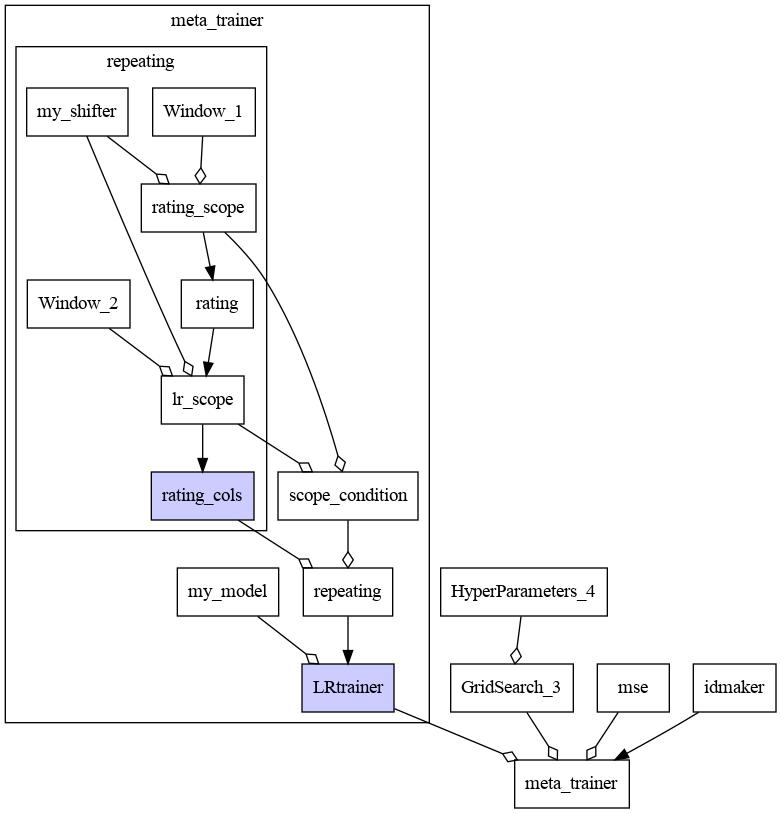 meta_trainer
repeating
my_shifter
Window_1
rating_scope
Window_2
rating
lr_scope
rating_cols
scope_condition
my_model
repeating
HyperParameters_4
LRtrainer
GridSearch_3
mse
idmaker
meta_trainer